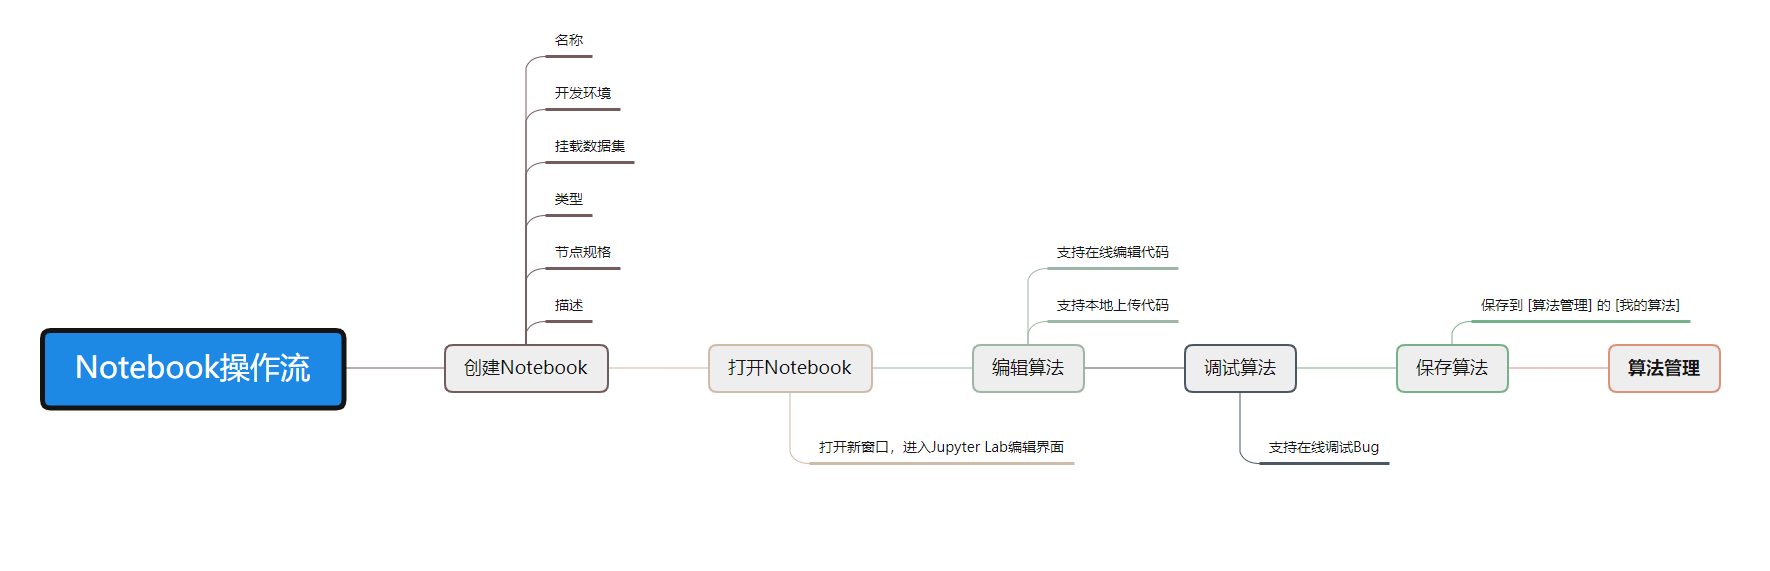 名称
开发环境
挂载数据集
类型
节点规格
描述
支持在线编辑代码
支持本地上传代码
保存到 [算法管理] 的 [我的算法]
Notebook操作流
创建Notebook
打开Notebook
编辑算法
调试算法
保存算法
算法管理
打开新窗口，进入Jupyter Lab编辑界面
支持在线调试Bug